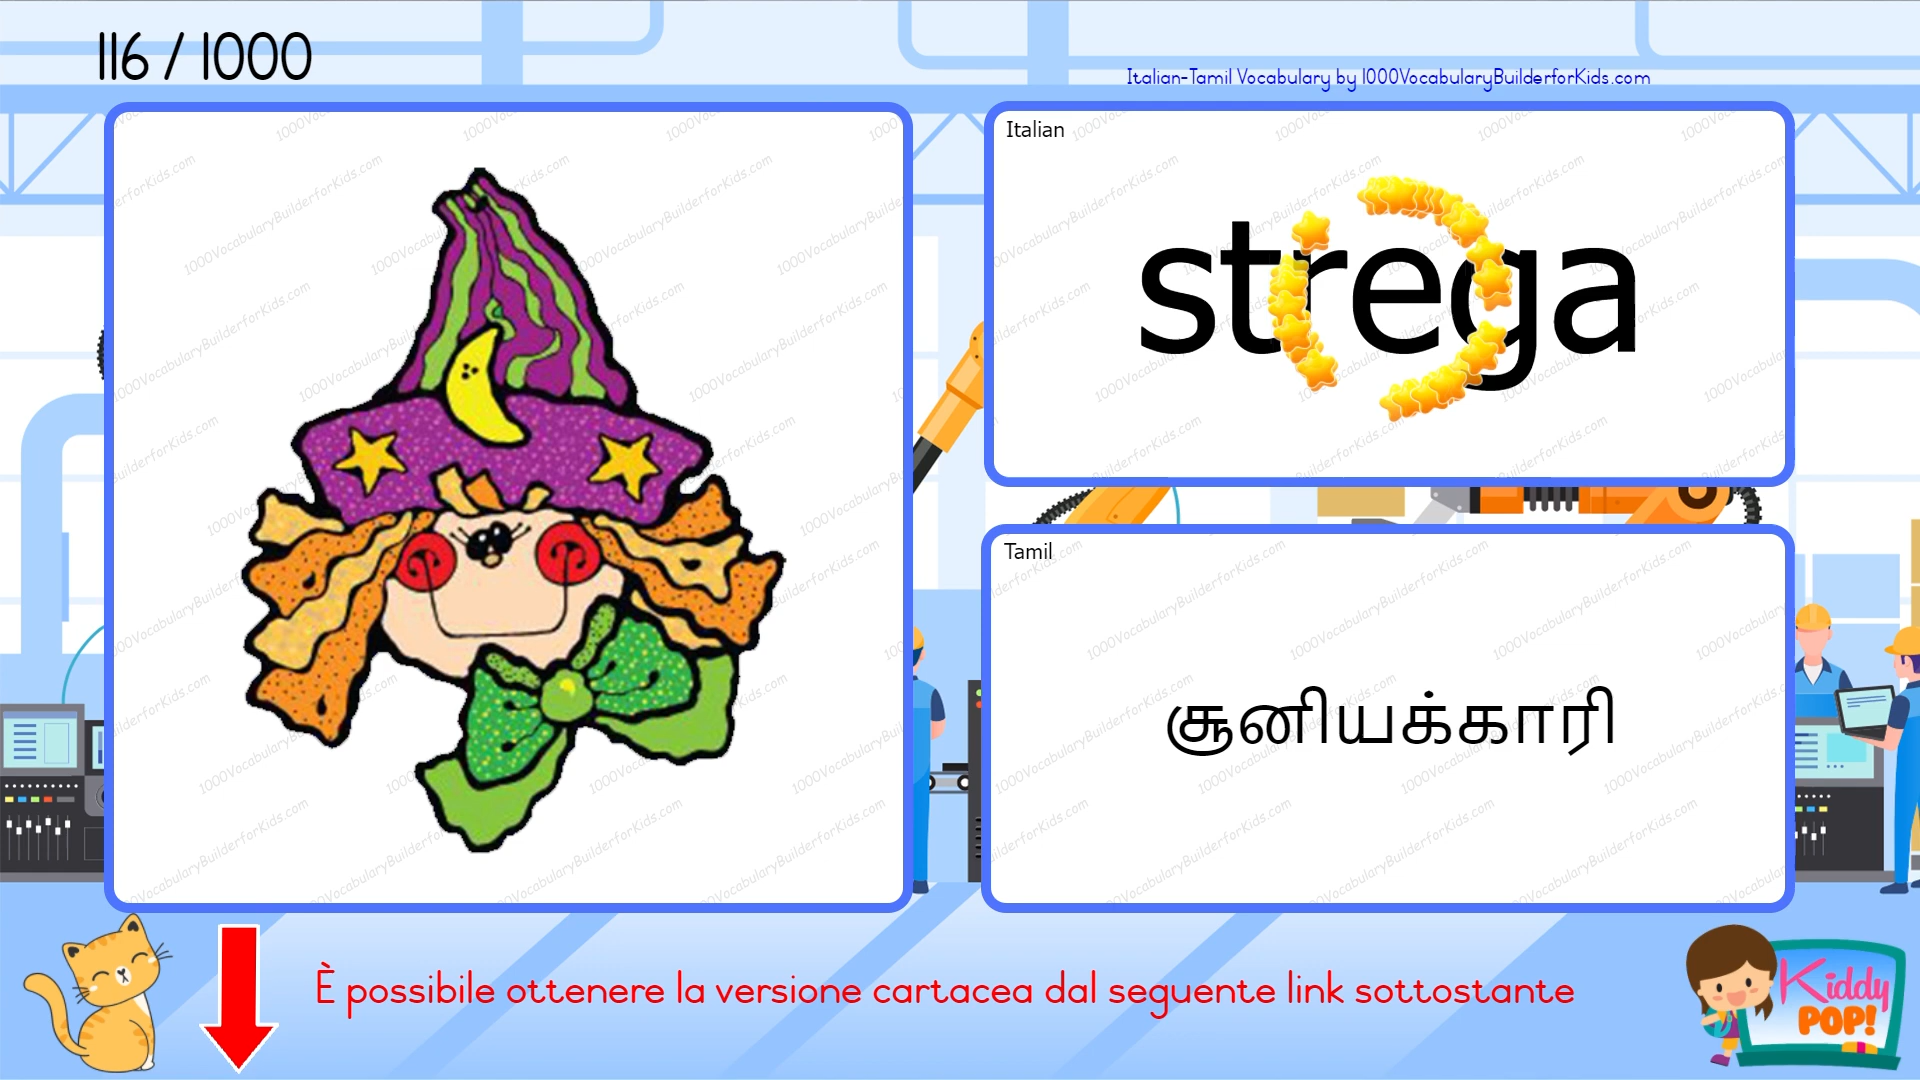 116 / 1000
Italian-Tamil Vocabulary by 1000VocabularyBuilderforKids.com
Italian
strega
Tamil
சூனியக்காரி
È possibile ottenere la versione cartacea dal seguente link sottostante
Kiddy
POP!